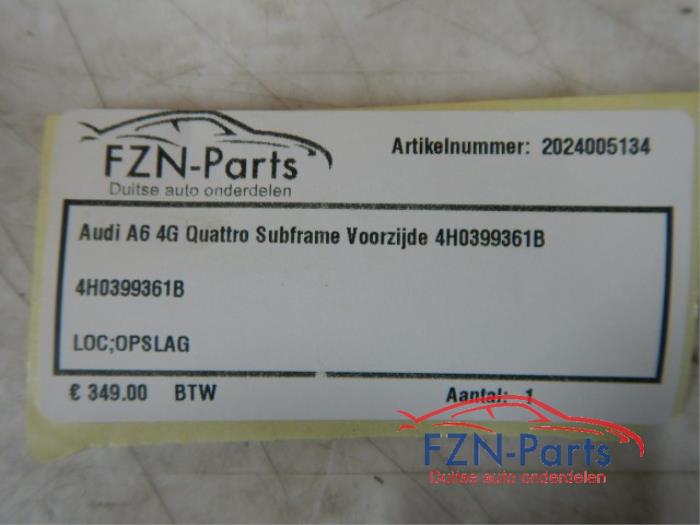 FZN-Parts
Duitse auto onderdelen
Artikelnummer: 2024005134
Audi A6 4G Quattro Subframe Voorzijde 4H0399361B
4H0399361B
LOC;OPSLAG
€ 349.00 BTW
Aantal: 1
FZN-Parts
Duitse auto onderdelen